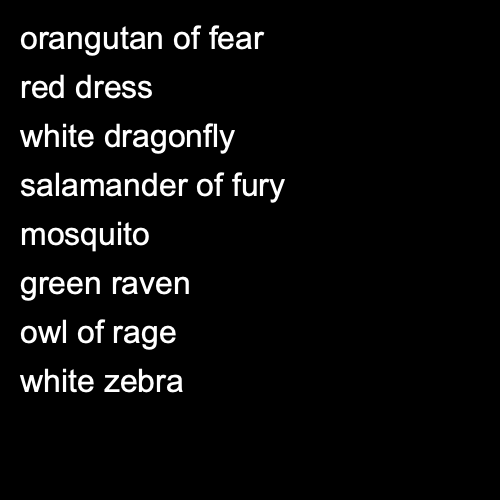 orangutan of fear
red dress
white dragonfly
salamander of fury
mosquito
green raven
owl of rage
white zebra